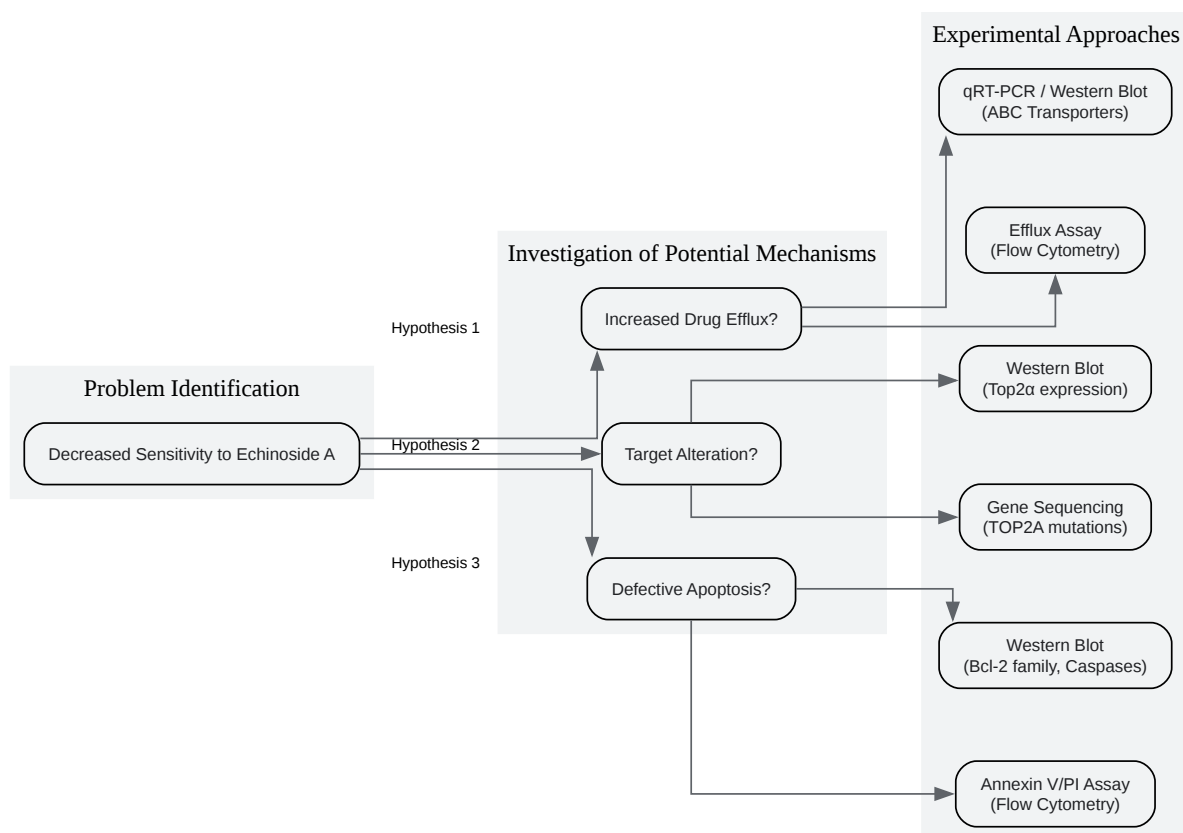 Problem Identification
Decreased Sensitivity to Echinoside A
Hypothesis 1
Hypothesis 2
Hypothesis 3
Investigation of Potential Mechanisms
Increased Drug Efflux?
Target Alteration?
Defective Apoptosis?
Experimental Approaches
qRT-PCR / Western Blot
(ABC Transporters)
Efflux Assay
(Flow Cytometry)
Western Blot
(Top2α expression)
Gene Sequencing
(TOP2A mutations)
Western Blot
(Bcl-2 family, Caspases)
Annexin V/PI Assay
(Flow Cytometry)